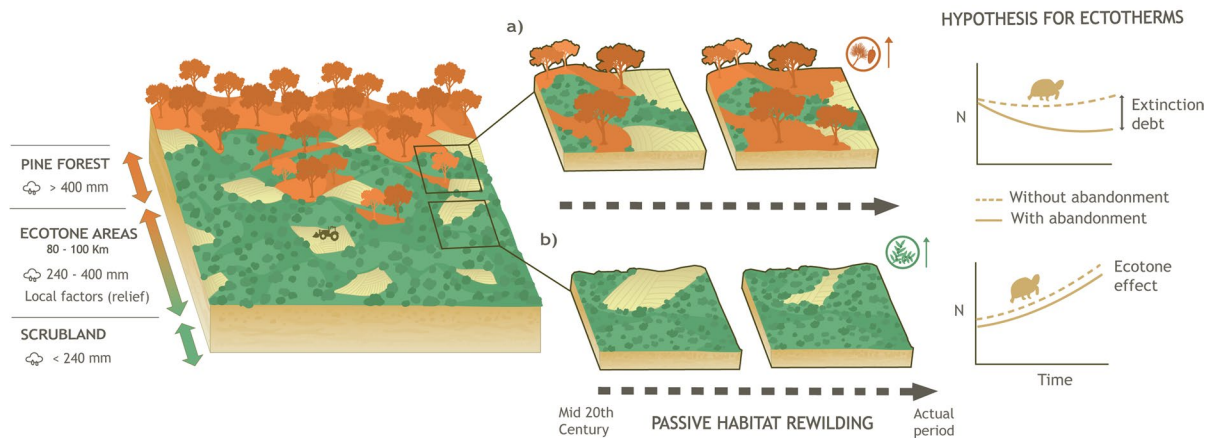 HYPOTHESIS FOR ECTOTHERMS
a)
N
Extinction
debt
PINE FOREST
> 400 mm
Without abandonment
With abandonment
ECOTONE AREAS
80 - 100 Km
240 - 400 mm
Local factors (relief)
b)
N
Ecotone
effect
SCRUBLAND
< 240 mm
Time
Mid 20th
Century
PASSIVE HABITAT REWILDING
Actual
period